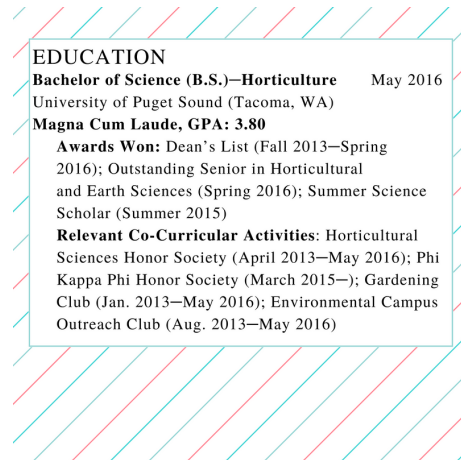 EDUCATION
Bachelor of Science (B.S.)—Horticulture May 2016
University of Puget Sound (Tacoma, WA)
Magna Cum Laude, GPA: 3.80
Awards Won: Dean's List (Fall 2013—Spring
2016); Outstanding Senior in Horticultural
and Earth Sciences (Spring 2016); Summer Science
Scholar (Summer 2015)
Relevant Co-Curricular Activities: Horticultural
Sciences Honor Society (April 2013—May 2016); Phi
Kappa Phi Honor Society (March 2015—); Gardening
Club (Jan. 2013—May 2016); Environmental Campus
Outreach Club (Aug. 2013—May 2016)